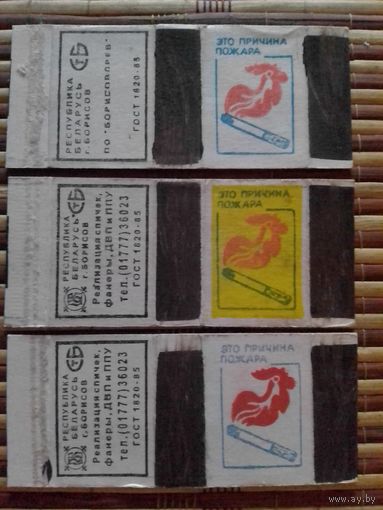 РЕСПУБЛИКА
БЕЛАРУСЬ
г. БОРИСОВ
ПО "БОРИСОВДРЕВ"
ГОСТ 1820-85
ЭТО ПРИЧИНА
ПОЖАРА
РЕСПУБЛИКА
БЕЛАРУСЬ
г. БОРИСОВ
Реализация спичек,
фанеры, ДВП и ППУ
тел. (01777)36023
ГОСТ 1820-85
ЭТО ПРИЧИНА
ПОЖАРА
РЕСПУБЛИКА
БЕЛАРУСЬ
г. БОРИСОВ
Реализация спичек,
фанеры, ДВП и ППУ
тел. (01777)36023
ГОСТ 1820-85
ЭТО ПРИЧИНА
ПОЖАРА
www.ay.by